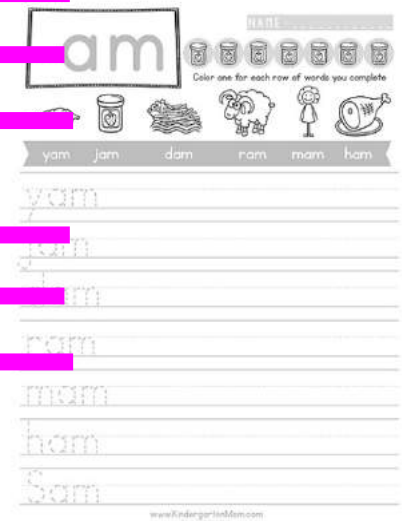 NAME
am
Color one for each row of words you complete
yam jam dam ram mam ham
yam
jam
ram
mam
ham
Sam
www.KindergartenMom.com